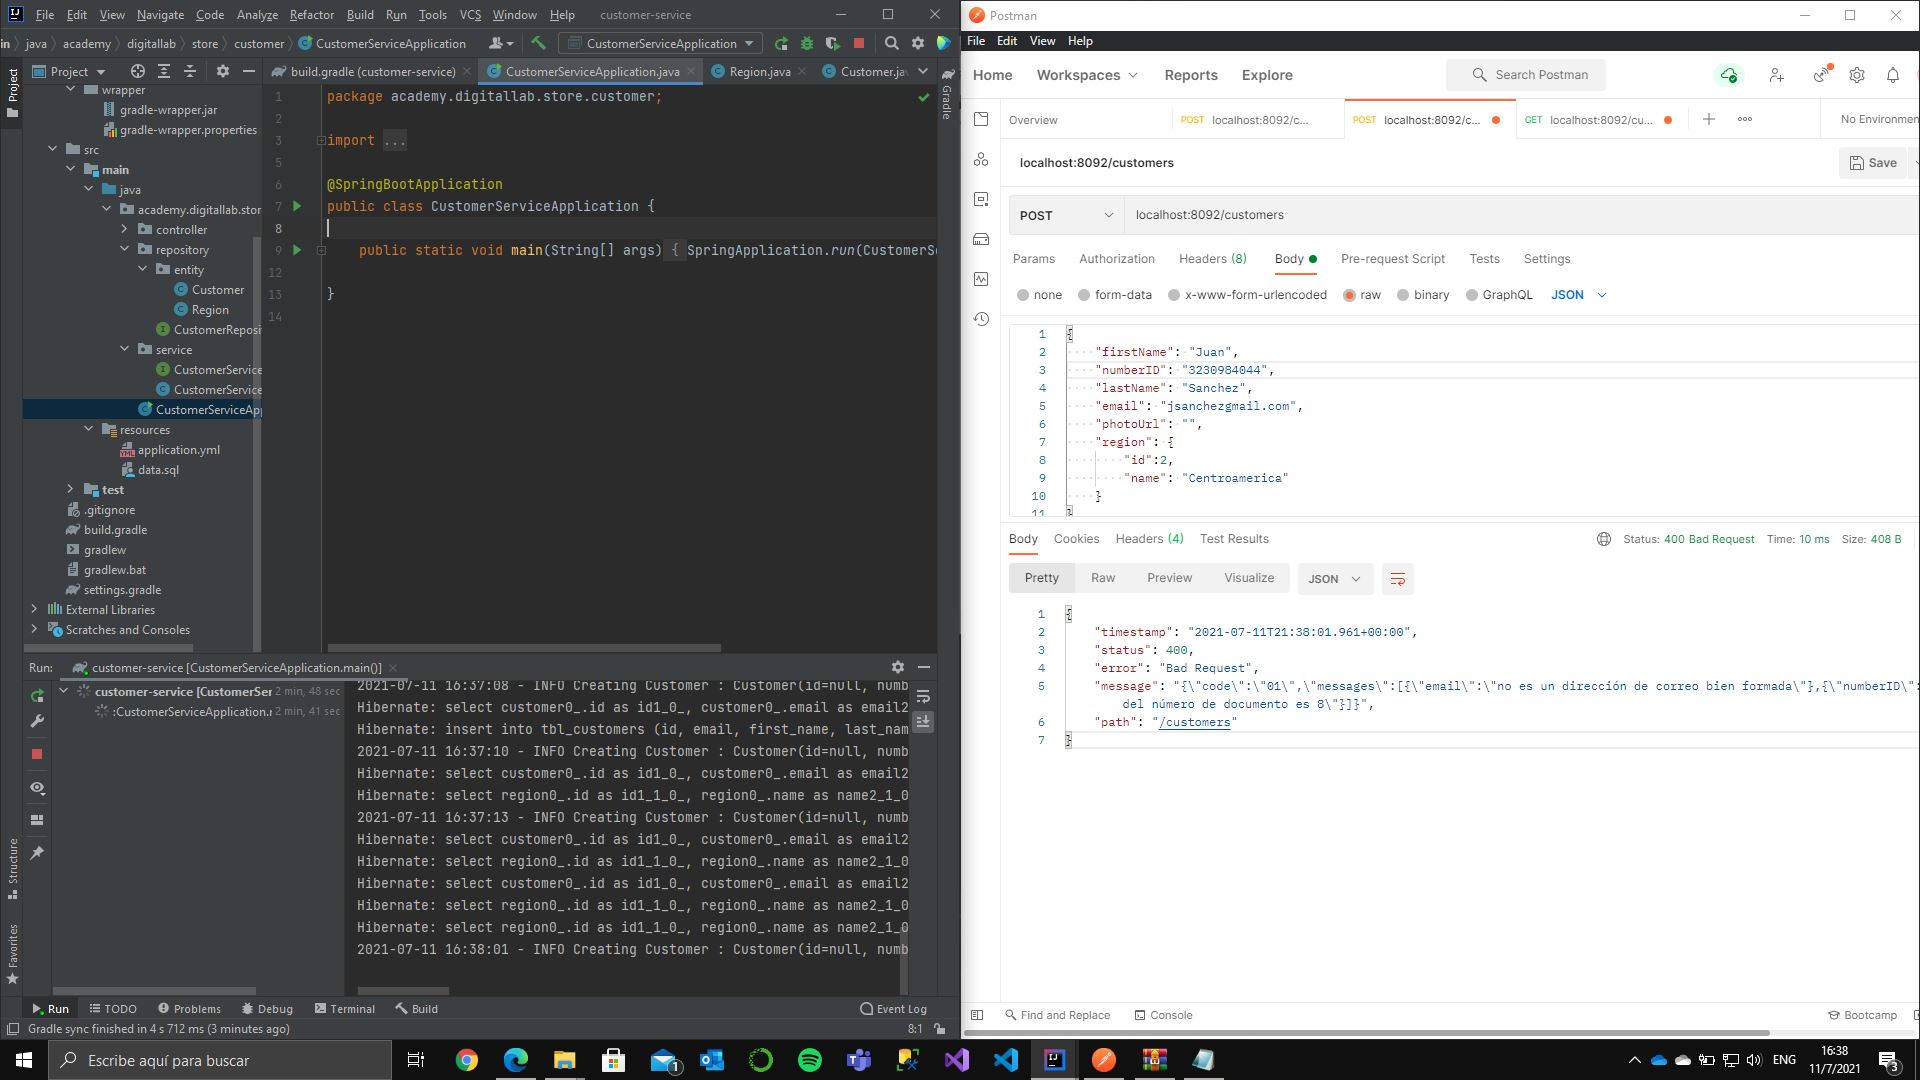 File Edit View Navigate Code Analyze Refactor Build Run Tools VCS Window Help customer-service
in java academy digitallab store customer CustomerServiceApplication CustomerServiceApplication
Project
build.gradle (customer-service) CustomerServiceApplication.java Region.java Customer.ja
Project
Gradle
wrapper
gradle-wrapper.jar
gradle-wrapper.properties
src
main
java
academy.digitallab.stor
controller
repository
entity
Customer
Region
CustomerReposi
service
CustomerService
CustomerService
CustomerServiceApp
resources
application.yml
data.sql
test
.gitignore
build.gradle
gradlew
gradlew.bat
settings.gradle
External Libraries
Scratches and Consoles
1 package academy.digitallab.store.customer;
2
3 import ...
5
6 @SpringBootApplication
7 public class CustomerServiceApplication {
8
9 public static void main(String[] args) { SpringApplication.run(CustomerSe
12
13 }
14
Run: customer-service [CustomerServiceApplication.main()]
customer-service [CustomerSer 2 min, 48 sec
:CustomerServiceApplication.r 2 min, 41 sec
2021-07-11 16:37:08 - INFO Creating Customer : Customer(id=null, numb
Hibernate: select customer0_.id as id1_0_, customer0_.email as email2
Hibernate: insert into tbl_customers (id, email, first_name, last_nam
2021-07-11 16:37:10 - INFO Creating Customer : Customer(id=null, numb
Hibernate: select customer0_.id as id1_0_, customer0_.email as email2
Hibernate: select region0_.id as id1_1_0_, region0_.name as name2_1_0
2021-07-11 16:37:13 - INFO Creating Customer : Customer(id=null, numb
Hibernate: select customer0_.id as id1_0_, customer0_.email as email2
Hibernate: select region0_.id as id1_1_0_, region0_.name as name2_1_0
Hibernate: select customer0_.id as id1_0_, customer0_.email as email2
Hibernate: select region0_.id as id1_1_0_, region0_.name as name2_1_0
Hibernate: select region0_.id as id1_1_0_, region0_.name as name2_1_0
2021-07-11 16:38:01 - INFO Creating Customer : Customer(id=null, numb
Structure
Favorites
Run TODO Problems Debug Terminal Build Event Log
Gradle sync finished in 4 s 712 ms (3 minutes ago) 8:1
Postman
File Edit View Help
Home Workspaces Reports Explore Search Postman
Overview POST localhost:8092/c... POST localhost:8092/c... GET localhost:8092/cu... No Environmen
localhost:8092/customers Save
POST localhost:8092/customers
Params Authorization Headers (8) Body Pre-request Script Tests Settings
none form-data x-www-form-urlencoded raw binary GraphQL JSON
1 {
2 "firstName": "Juan",
3 "numberID": "3230984044",
4 "lastName": "Sanchez",
5 "email": "jsanchezgmail.com",
6 "photoUrl": "",
7 "region": {
8 "id":2,
9 "name": "Centroamerica"
10 }
11 }
Body Cookies Headers (4) Test Results Status: 400 Bad Request Time: 10 ms Size: 408 B
Pretty Raw Preview Visualize JSON
1 {
2 "timestamp": "2021-07-11T21:38:01.961+00:00",
3 "status": 400,
4 "error": "Bad Request",
5 "message": "{\"code\":\"01\",\"messages\":[{\"email\":\"no es un dirección de correo bien formada\"},{\"numberID\":
del número de documento es 8\"}]}",
6 "path": "/customers"
7 }
Find and Replace Console Bootcamp
Escribe aquí para buscar
1
ENG
16:38
11/7/2021
3